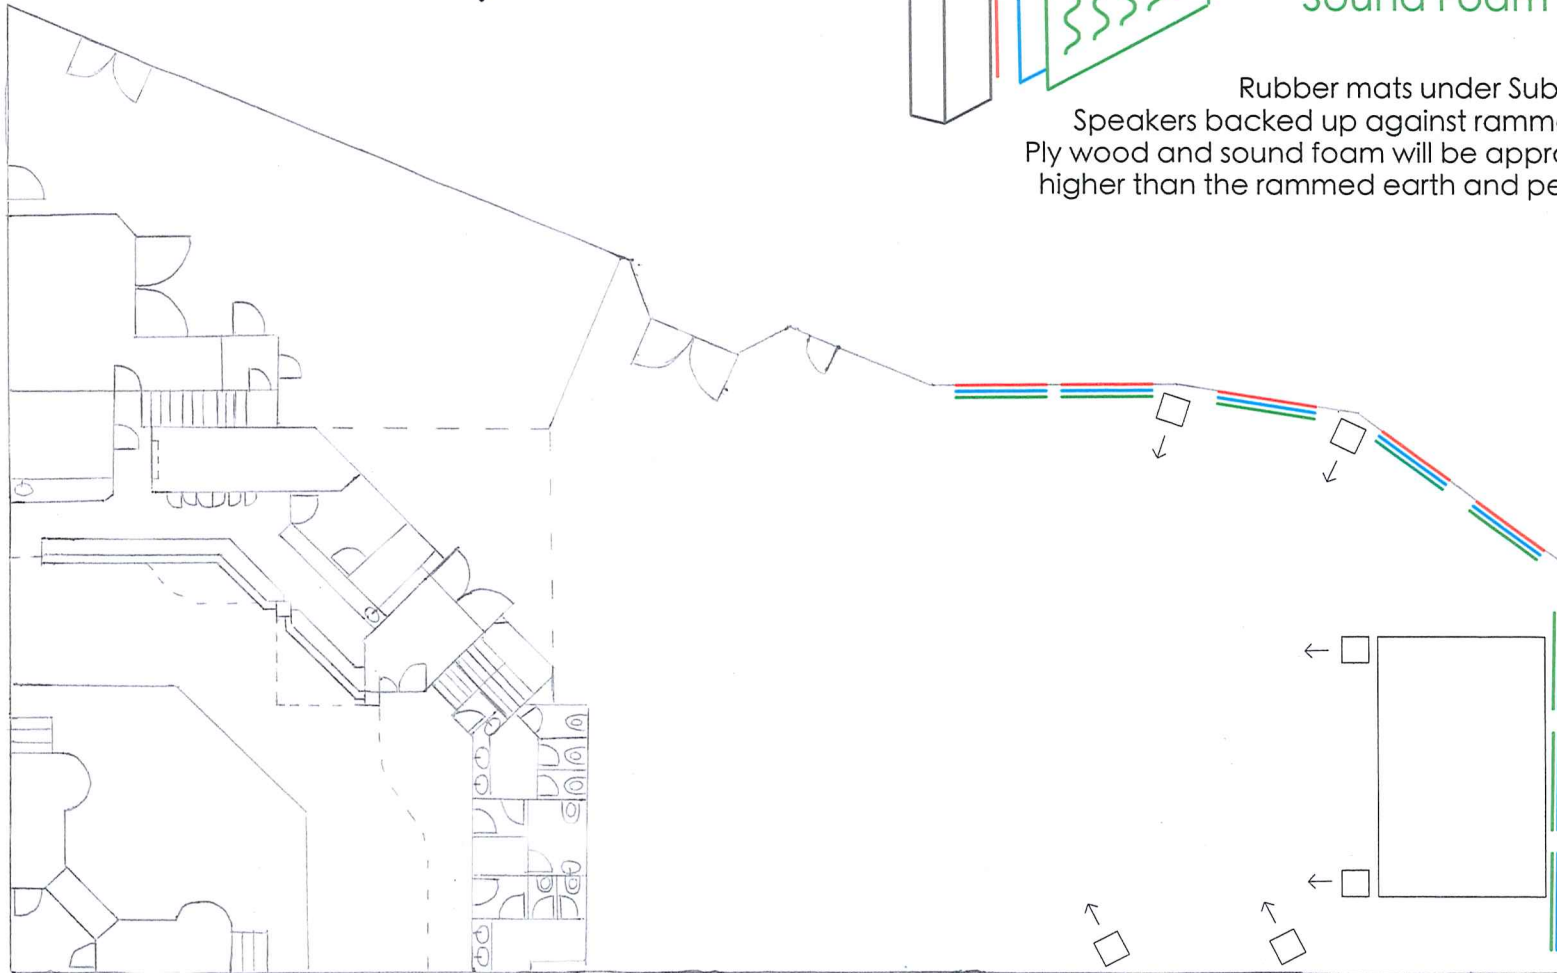 Sound Foam
Rubber mats under Sub
Speakers backed up against ramm
Ply wood and sound foam will be appr
higher than the rammed earth and pe